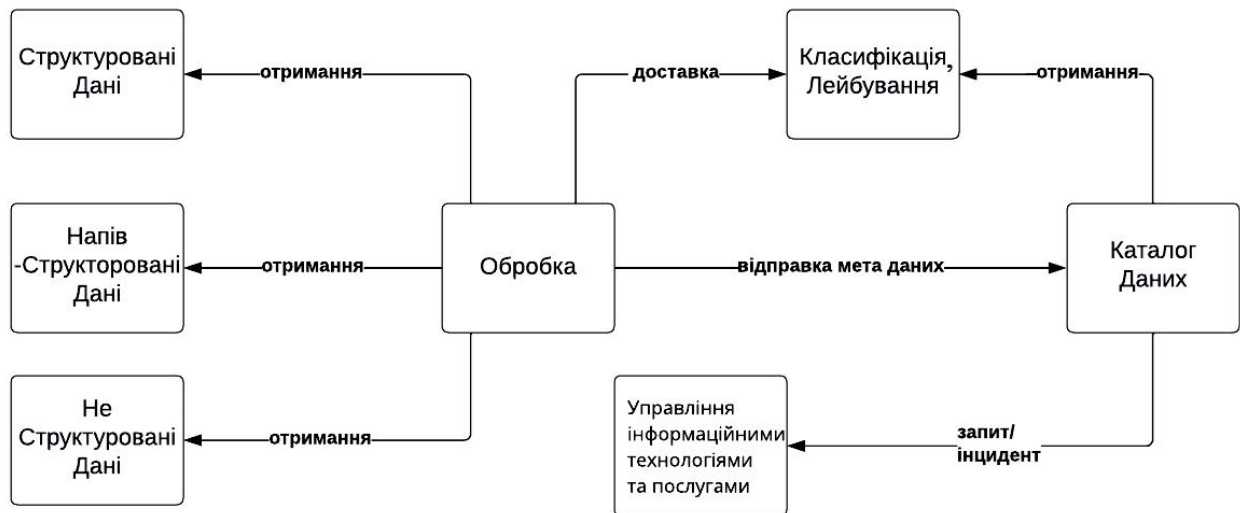 Структуровані
Дані
отримання
доставка
Класифікація,
Лейбування
отримання
Напів
-Структоровані
Дані
отримання
Обробка
відправка мета даних
Каталог
Даних
Не
Структуровані
Дані
отримання
Управління
інформаційними
технологіями
та послугами
запит/
інцидент